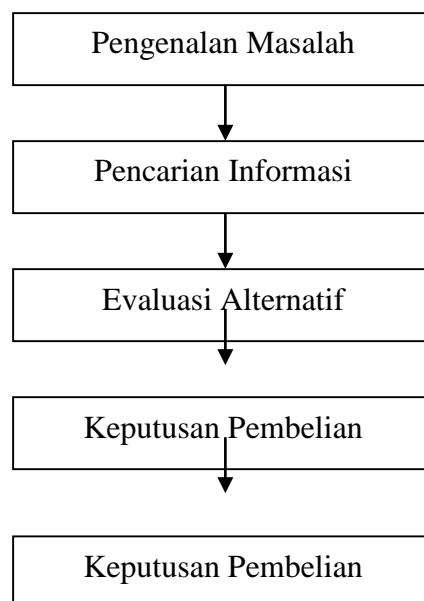 Pengenalan Masalah
Pencarian Informasi
Evaluasi Alternatif
Keputusan Pembelian
Keputusan Pembelian